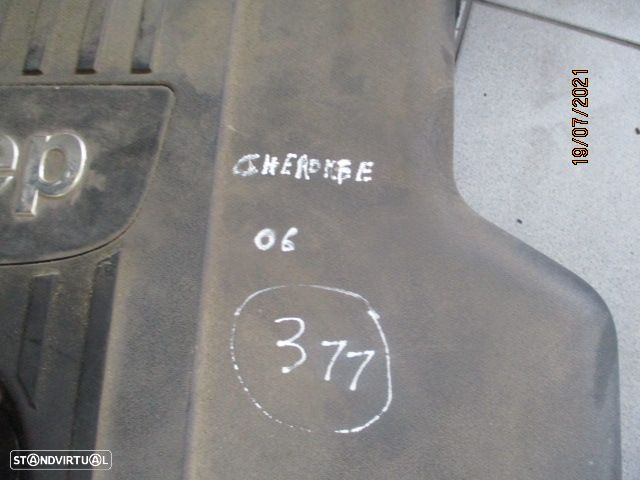 19/07/2021
ep
CHEROKEE
06
377
STANDVIRTUAL